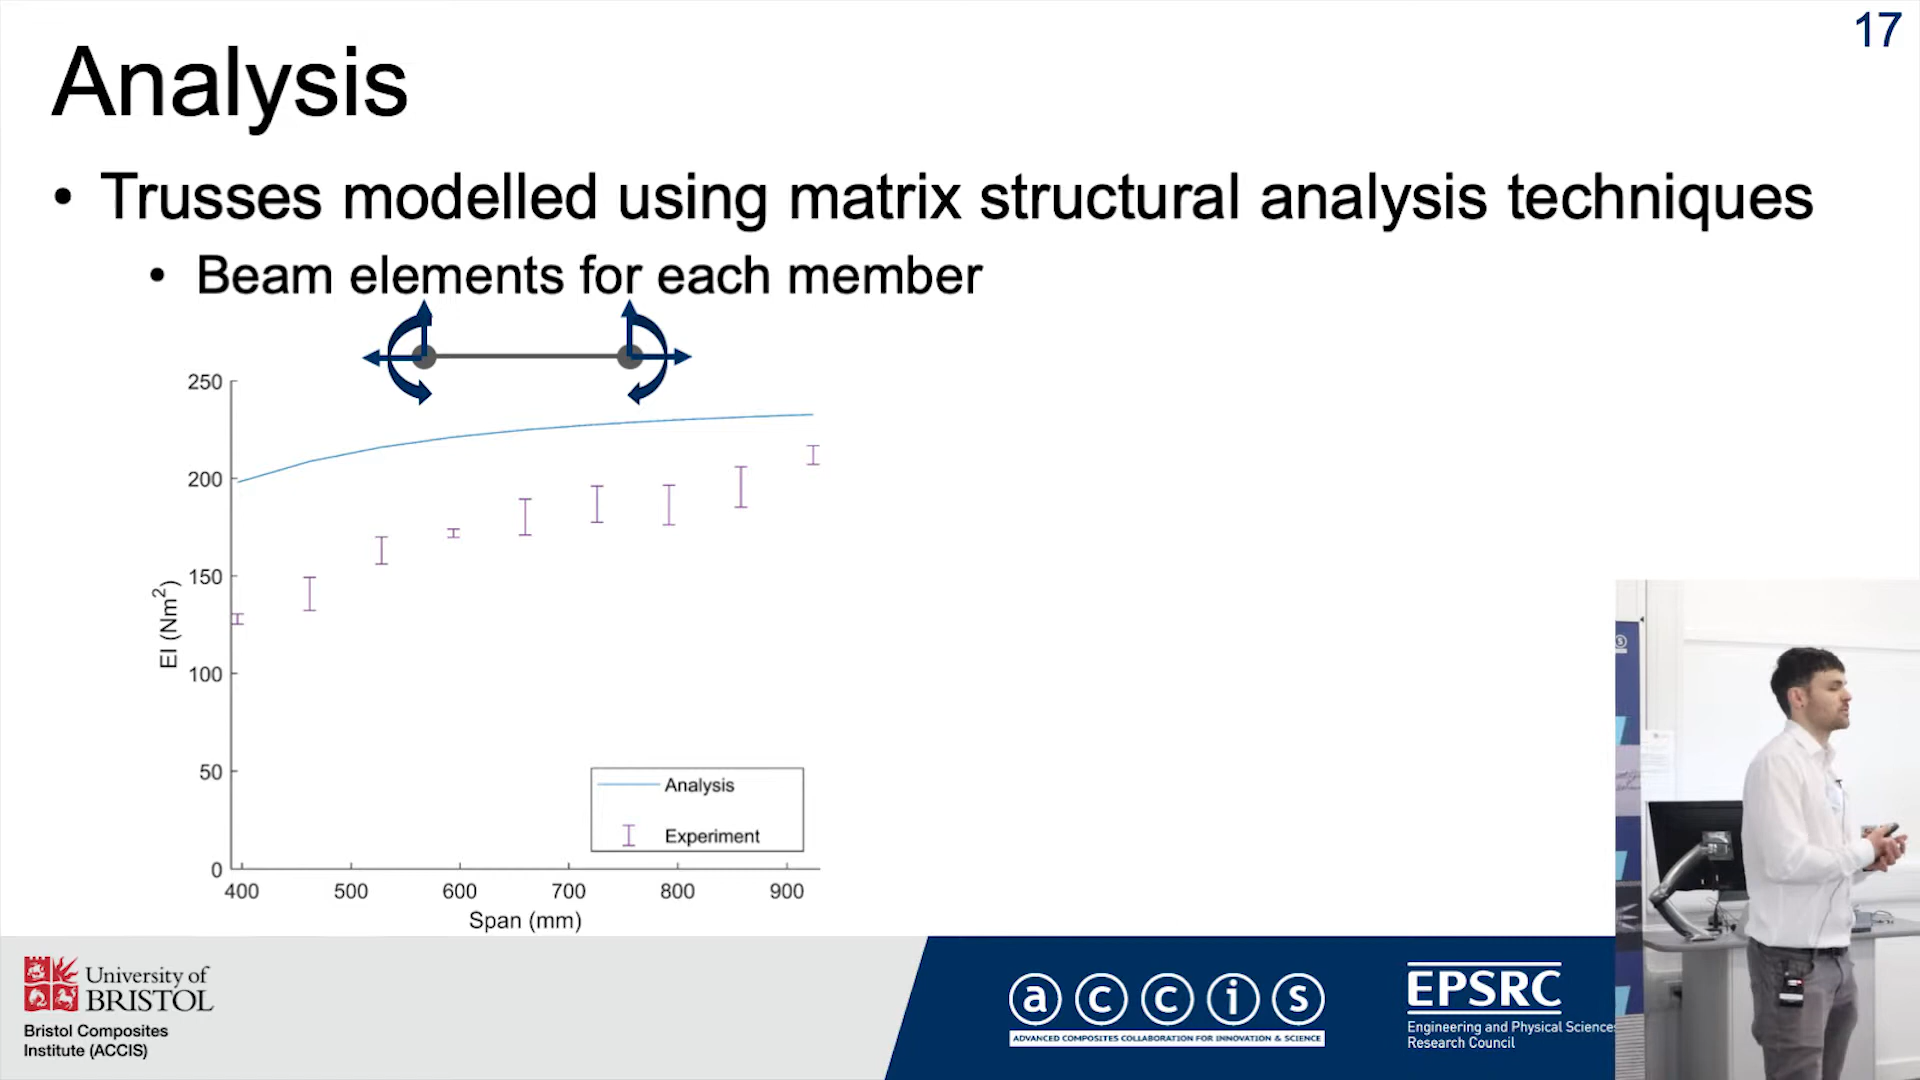 17
Analysis
• Trusses modelled using matrix structural analysis techniques
• Beam elements for each member
250
200
150
100
50
0
EI (Nm²)
400 500 600 700 800 900
Span (mm)
Analysis
Experiment
University of
BRISTOL
Bristol Composites
Institute (ACCIS)
accis
ADVANCED COMPOSITES COLLABORATION FOR INNOVATION & SCIENCE
EPSRC
Engineering and Physical Sciences
Research Council